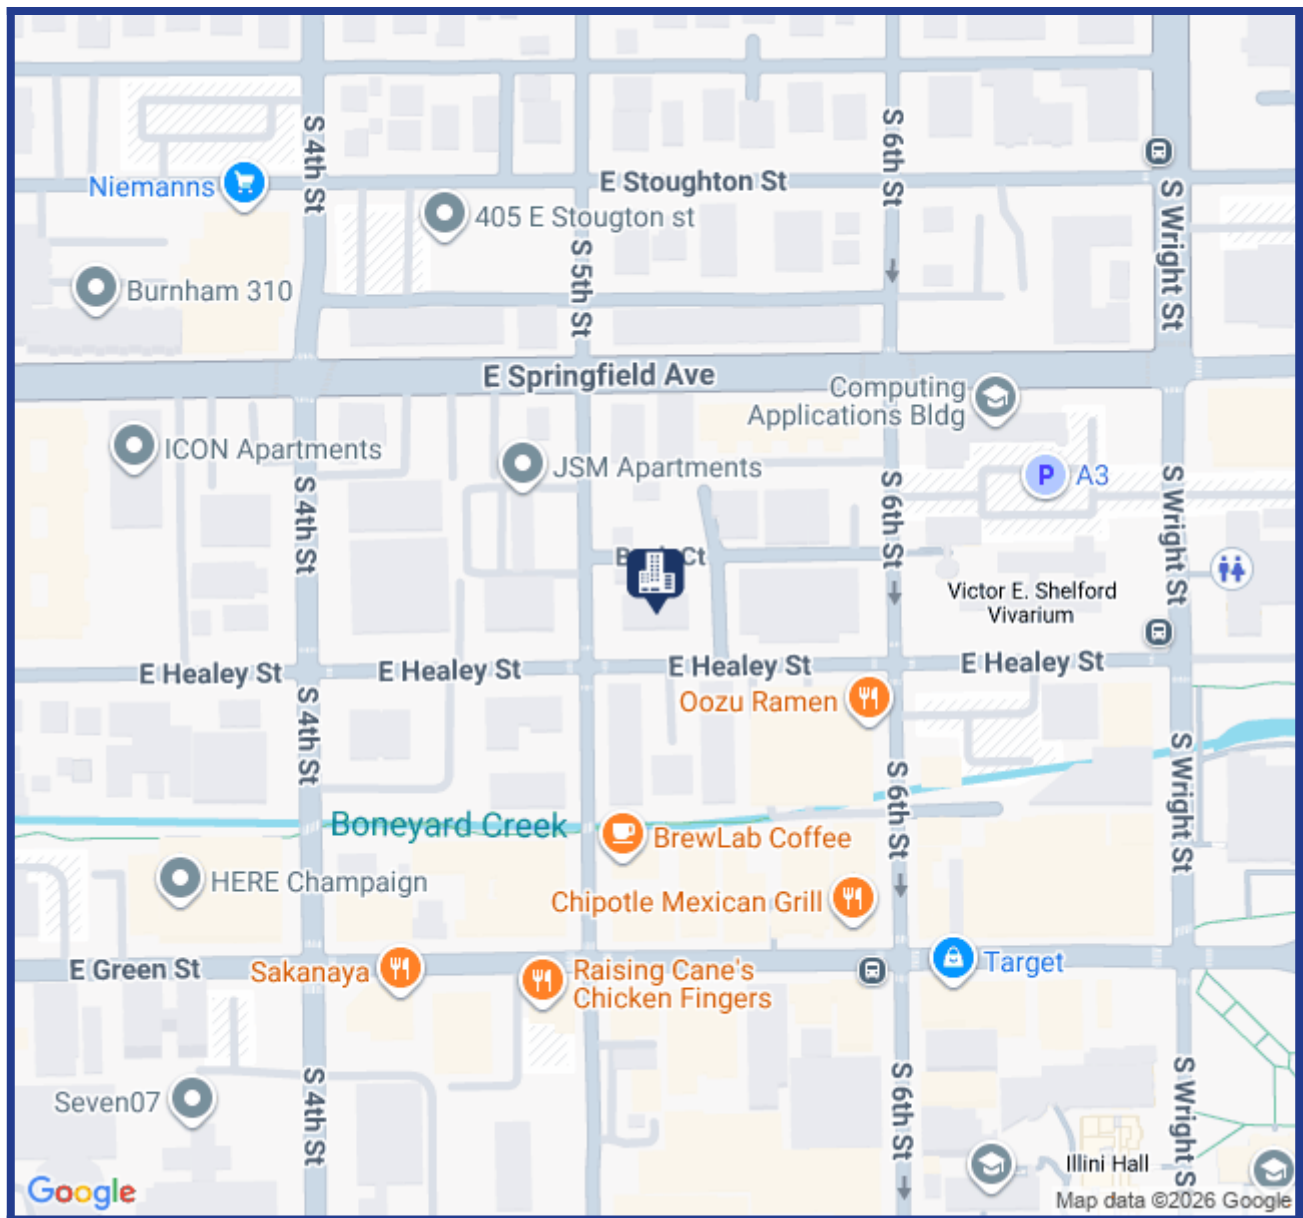 S 4th St
S 6th St
E Stoughton St
Niemanns
S Wright St
405 E Stougton st
S 5th St
Burnham 310
E Springfield Ave
Computing
Applications Bldg
ICON Apartments
JSM Apartments
P
A3
S 4th St
S 6th St
S Wright St
Ct
Victor E. Shelford
Vivarium
E Healey St
E Healey St
E Healey St
E Healey St
Oozu Ramen
S 4th St
S 6th St
S Wright St
Boneyard Creek
BrewLab Coffee
HERE Champaign
Chipotle Mexican Grill
E Green St
Sakanaya
Raising Cane's
Chicken Fingers
Target
Seven07
S 4th St
S 6th St
S Wright S
Illini Hall
Google
Map data ©2026 Google